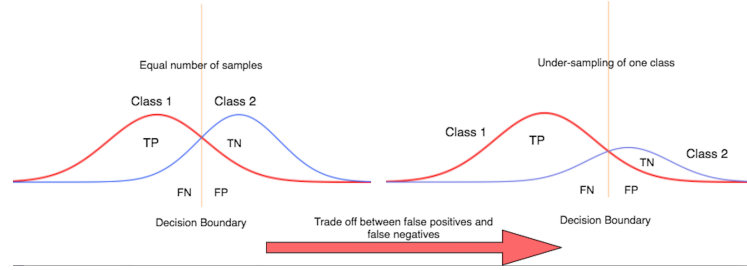 Equal number of samples
Class 1
Class 2
TP
TN
FN
FP
Decision Boundary
Under-sampling of one class
Class 1
Class 2
TP
TN
FN
FP
Decision Boundary
Trade off between false positives and
false negatives